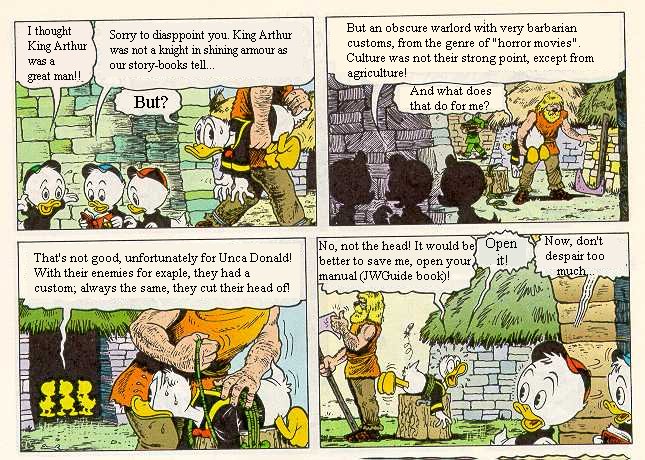 I thought
King Arthur
was a
great man!!
Sorry to diasppoint you. King Arthur
was not a knight in shining armour as
our story-books tell...
But?
But an obscure warlord with very barbarian
customs, from the genre of "horror movies".
Culture was not their strong point, except from
agriculture!
And what does
that do for me?
That's not good, unfortunately for Unca Donald!
With their enemies for exaple, they had a
custom; always the same, they cut their head of!
No, not the head! It would be
better to save me, open your
manual (JWGuide book)!
Open
it!
Now, don't
despair too
much...